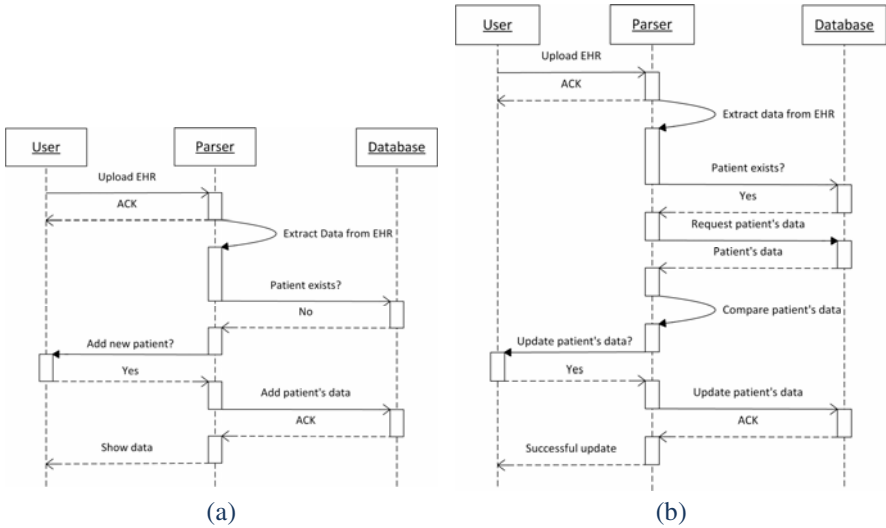 User
Parser
Database
Upload EHR
ACK
Extract Data from EHR
Patient exists?
No
Add new patient?
Yes
Add patient's data
ACK
Show data
(a)
User
Parser
Database
Upload EHR
ACK
Extract data from EHR
Patient exists?
Yes
Request patient's data
Patient's data
Compare patient's data
Update patient's data?
Yes
Update patient's data
ACK
Successful update
(b)